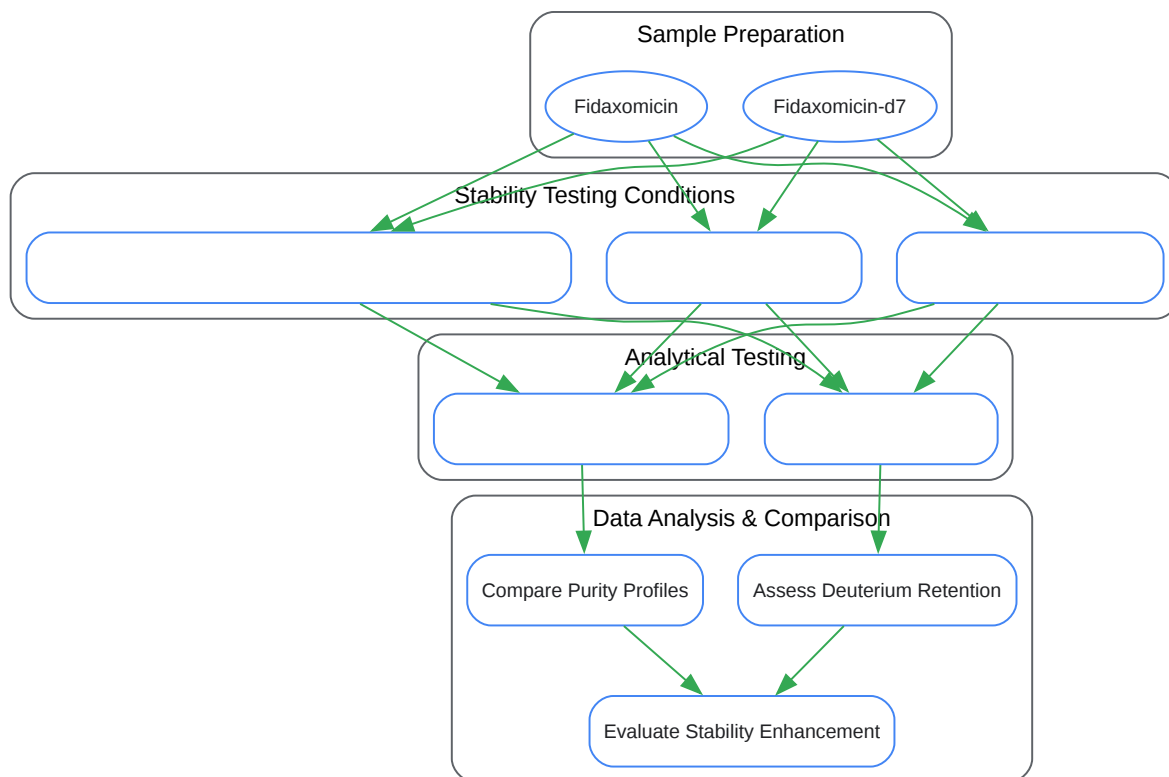 Sample Preparation
Fidaxomicin
Fidaxomicin-d7
Stability Testing Conditions
Analytical Testing
Data Analysis & Comparison
Compare Purity Profiles
Assess Deuterium Retention
Evaluate Stability Enhancement